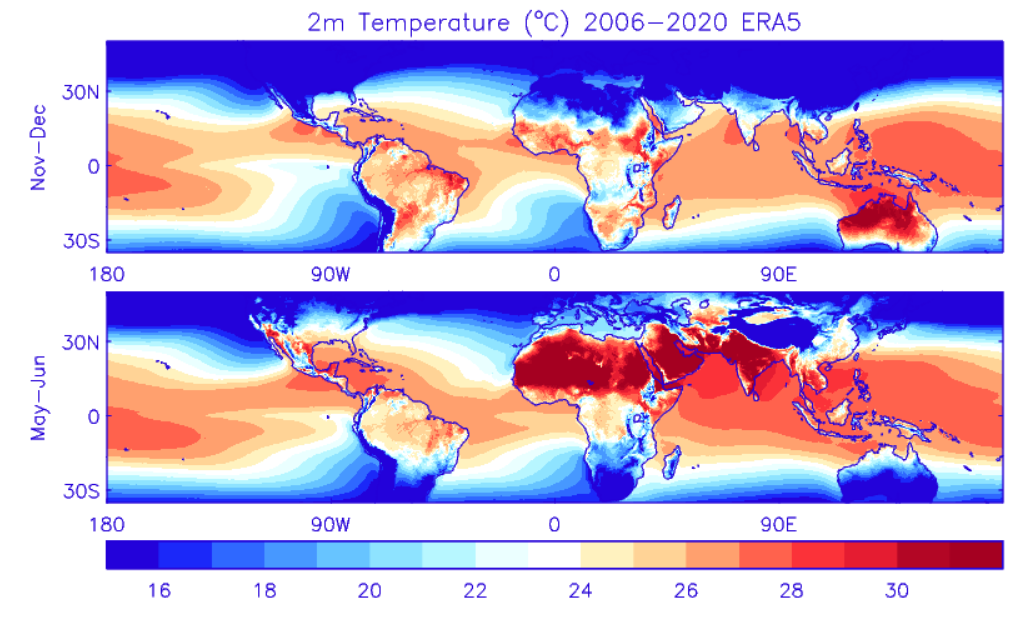 2m Temperature (°C) 2006–2020 ERA5
Nov-Dec
30N
0
30S
180
90W
0
90E
May-Jun
30N
0
30S
180
90W
0
90E
16
18
20
22
24
26
28
30